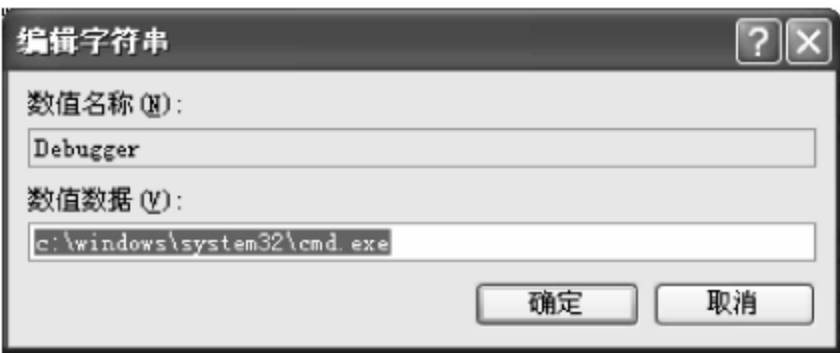 编辑字符串
数值名称(N):
Debugger
数值数据(V):
c:\windows\system32\cmd.exe
确定 取消